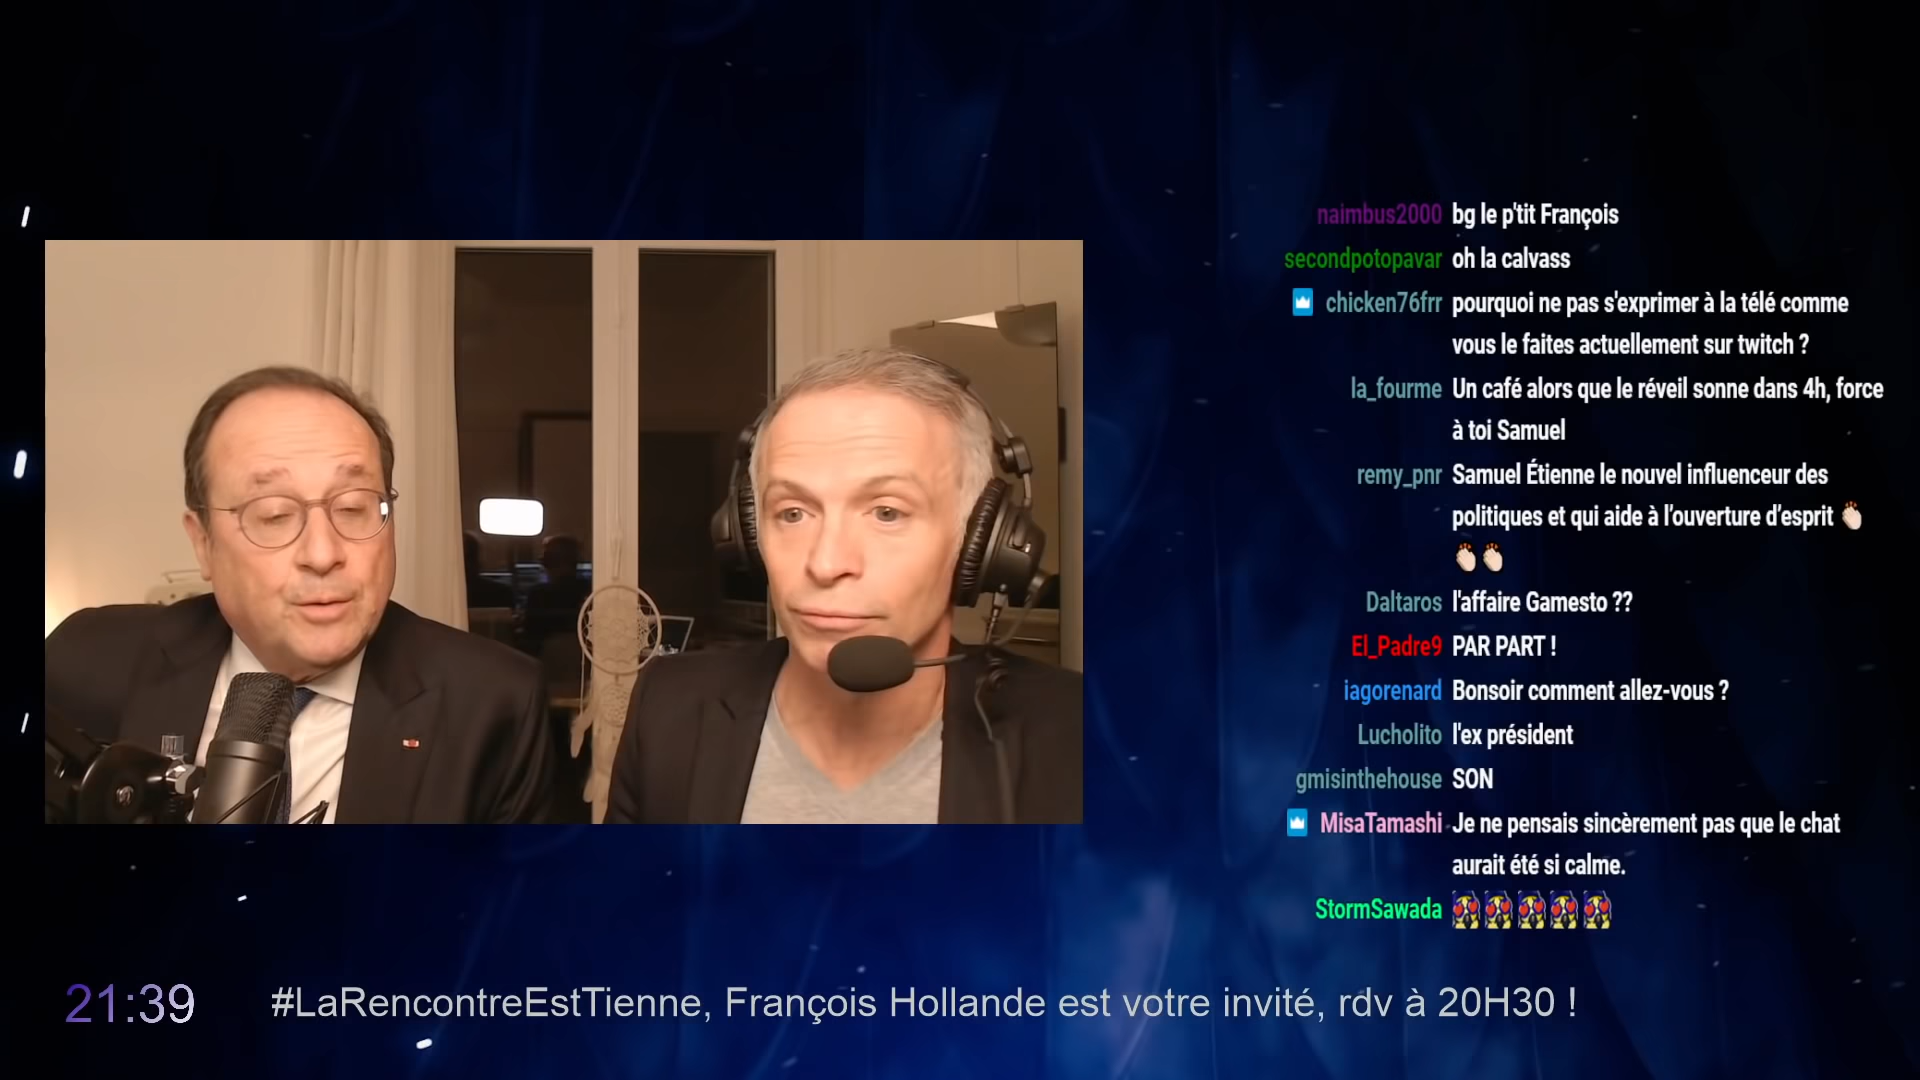 naimbus2000 bg le p'tit François
secondpotopavar oh la calvass
chicken76frr pourquoi ne pas s'exprimer à la télé comme
vous le faites actuellement sur twitch ?
la_fourme Un café alors que le réveil sonne dans 4h, force
à toi Samuel
remy_pnr Samuel Étienne le nouvel influenceur des
politiques et qui aide à l’ouverture d’esprit 👏🏻
👏🏻👏🏻
Daltaros l'affaire Gamesto ??
El_Padre9 PAR PART !
iagorenard Bonsoir comment allez-vous ?
Lucholito l'ex président
gmisinthehouse SON
MisaTamashi Je ne pensais sincèrement pas que le chat
aurait été si calme.
StormSawada
21:39 #LaRencontreEstTienne, François Hollande est votre invité, rdv à 20H30 !